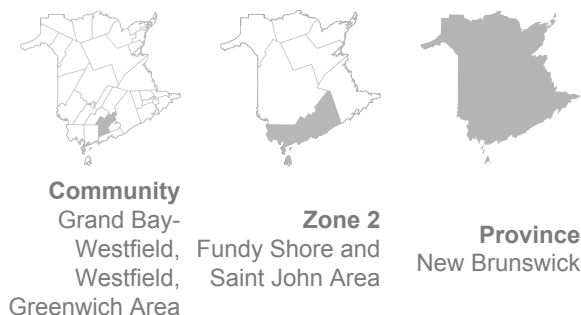 Community
Grand Bay-
Westfield,
Westfield,
Greenwich Area
Zone 2
Fundy Shore and
Saint John Area
Province
New Brunswick